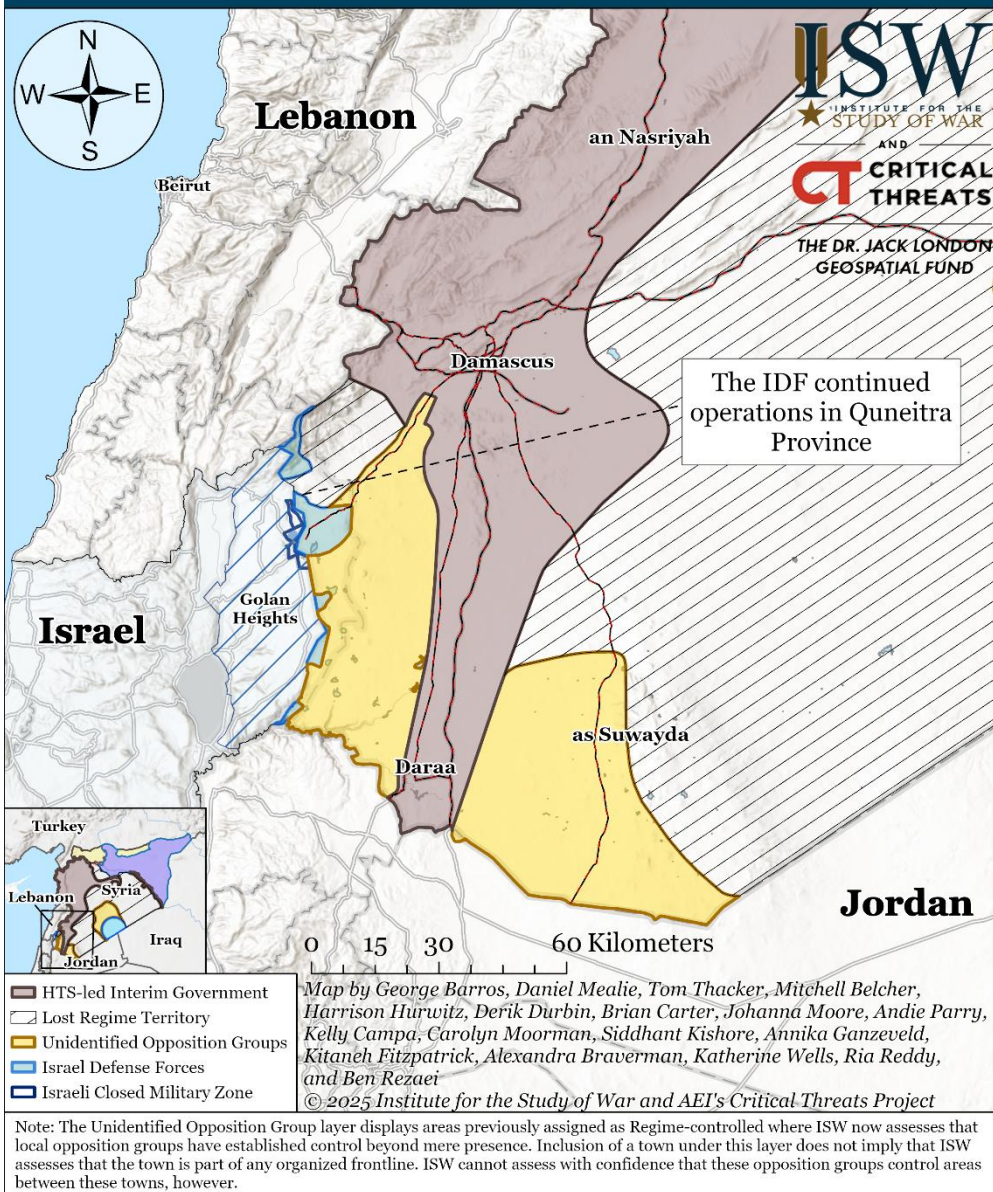 N
W E
S
ISW
INSTITUTE FOR THE
STUDY OF WAR
AND
CT CRITICAL
THREATS
THE DR. JACK LONDON
GEOSPATIAL FUND
Lebanon
an Nasriyah
Beirut
Damascus
The IDF continued
operations in Quneitra
Province
Golan
Heights
Israel
as Suwayda
Daraa
Jordan
Turkey
Lebanon
Syria
Iraq
Jordan
0 15 30 60 Kilometers
HTS-led Interim Government
Lost Regime Territory
Unidentified Opposition Groups
Israel Defense Forces
Israeli Closed Military Zone
Map by George Barros, Daniel Mealie, Tom Thacker, Mitchell Belcher,
Harrison Hurwitz, Derik Durbin, Brian Carter, Johanna Moore, Andie Parry,
Kelly Campa, Carolyn Moorman, Siddhant Kishore, Annika Ganzeveld,
Kitaneh Fitzpatrick, Alexandra Braverman, Katherine Wells, Ria Reddy,
and Ben Rezaei
© 2025 Institute for the Study of War and AEI's Critical Threats Project
Note: The Unidentified Opposition Group layer displays areas previously assigned as Regime-controlled where ISW now assesses that
local opposition groups have established control beyond mere presence. Inclusion of a town under this layer does not imply that ISW
assesses that the town is part of any organized frontline. ISW cannot assess with confidence that these opposition groups control areas
between these towns, however.